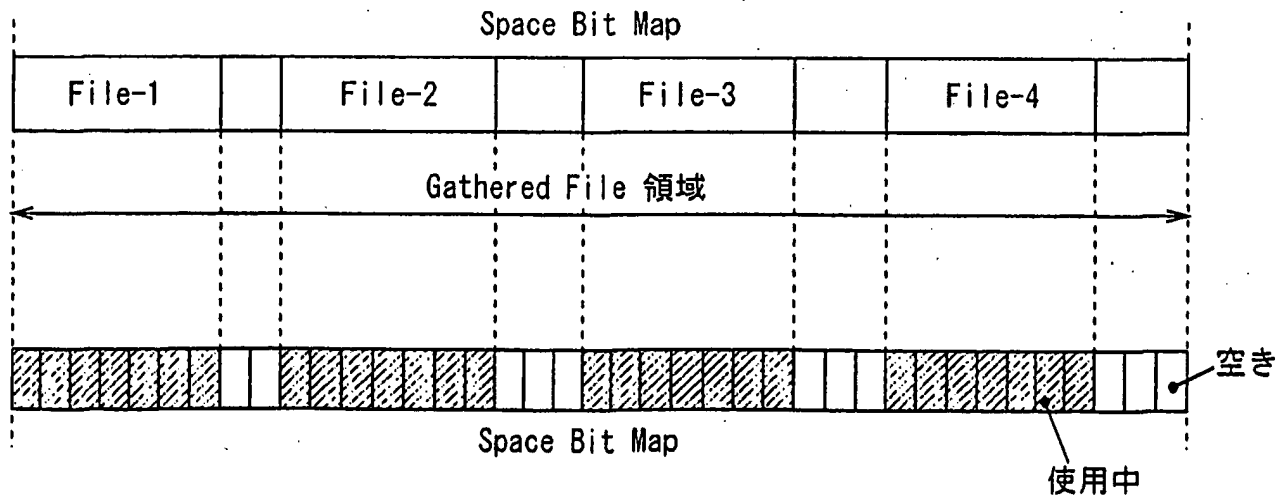 Space Bit Map
File-1 File-2 File-3 File-4
Gathered File 領域
空き
Space Bit Map
使用中